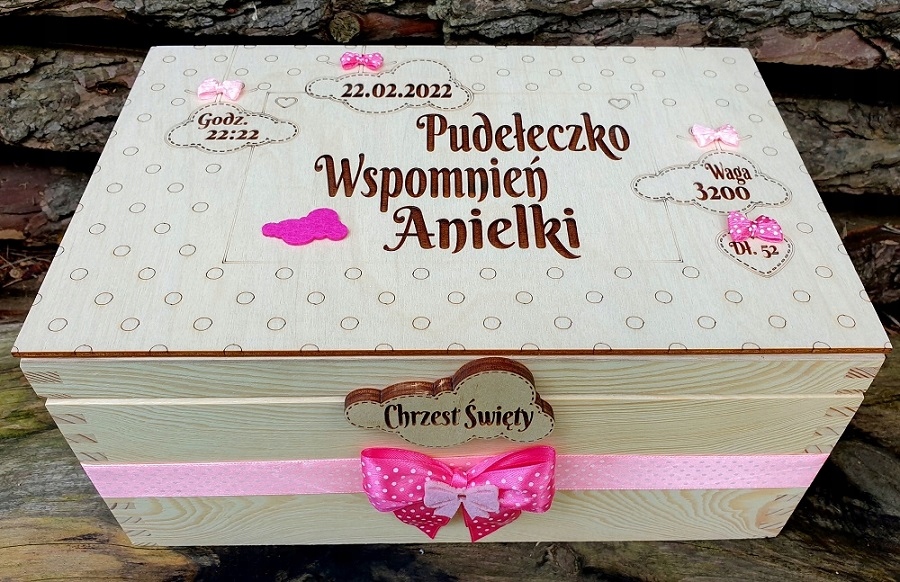 22.02.2022
Godz.
22:22
Pudełeczko
Wspomnień
Anielki
Waga
3200
Dł. 52
Chrzest Święty